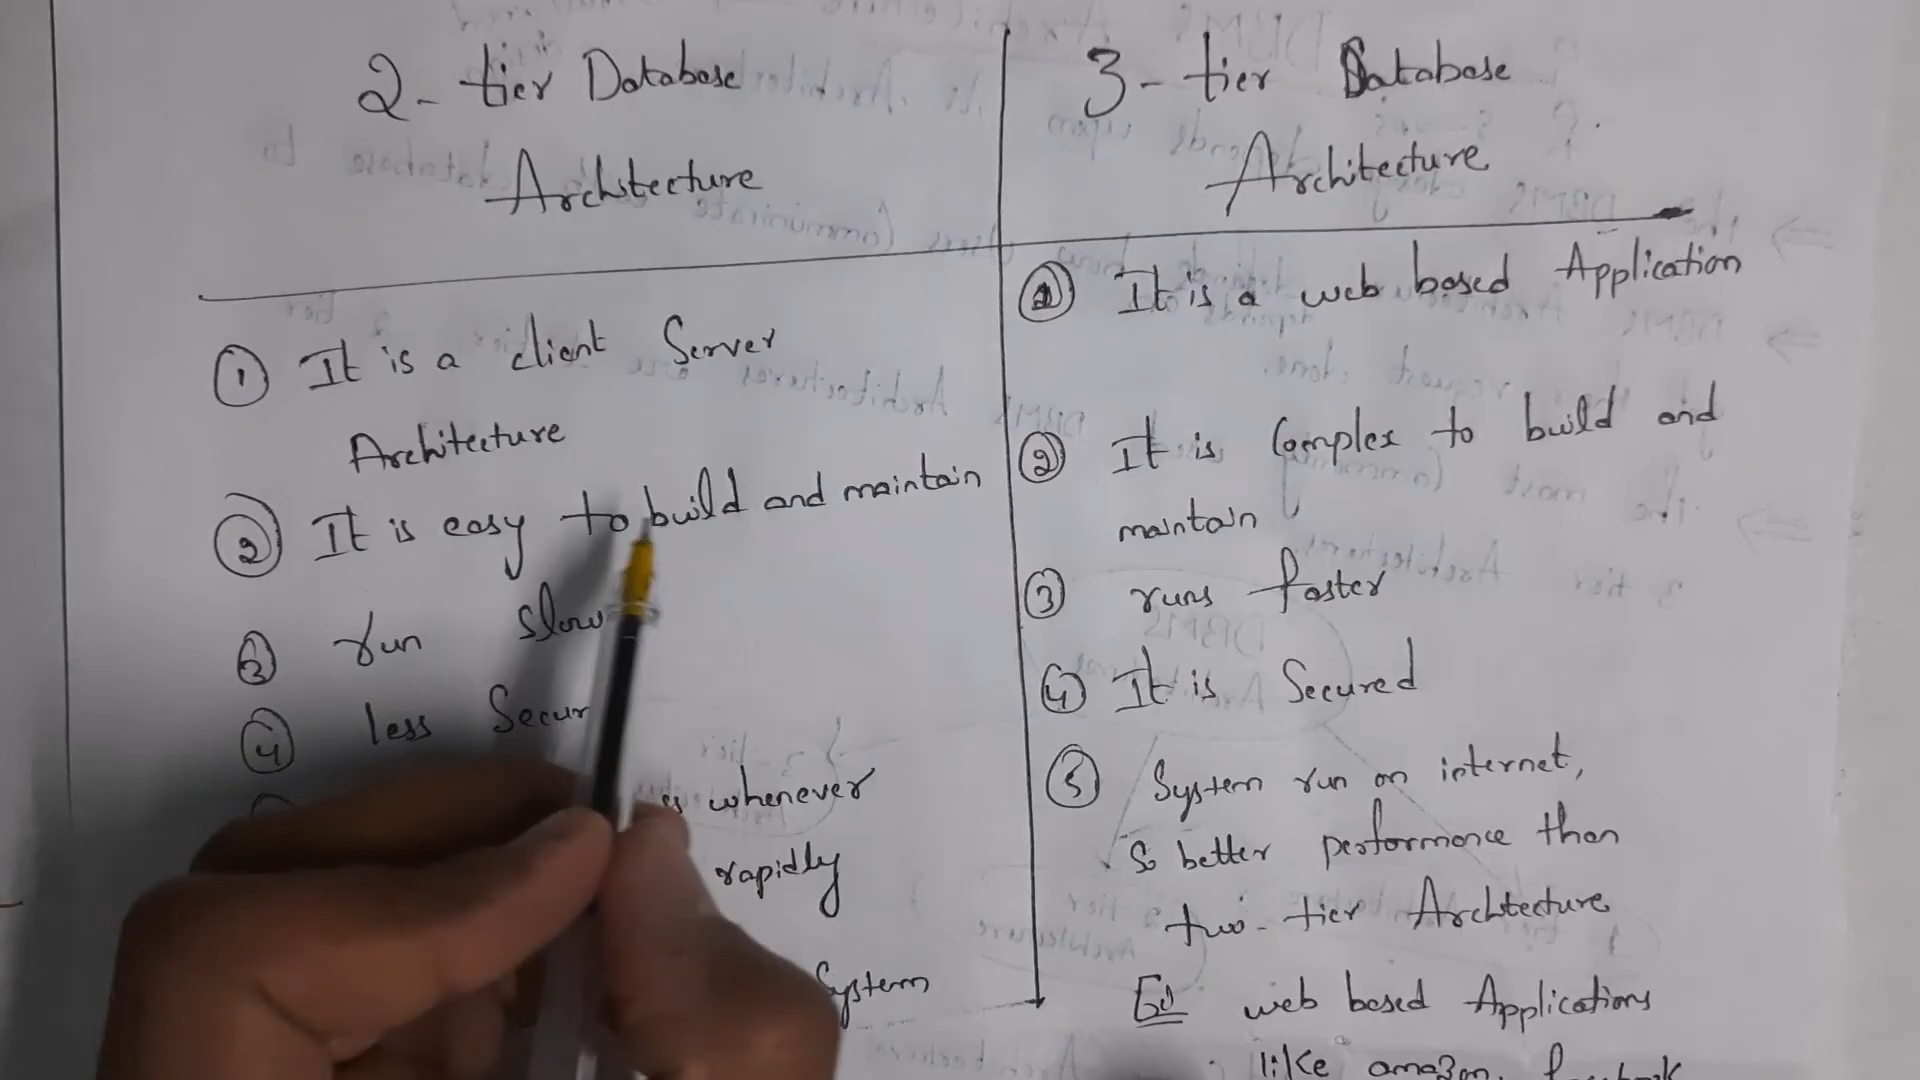 2- tier Database
Architecture
① It is a client Server
Architecture
② It is easy to build and maintain
③ run slow
④ less
whenever
rapidly
System
3- tier Database
Architecture
① It is a web based Application
② It is Complex to build and
maintain
③ runs faster
④ It is Secured
⑤ System run on internet,
So better performance than
two-tier Architecture
Ex web based Applications
like amazon,